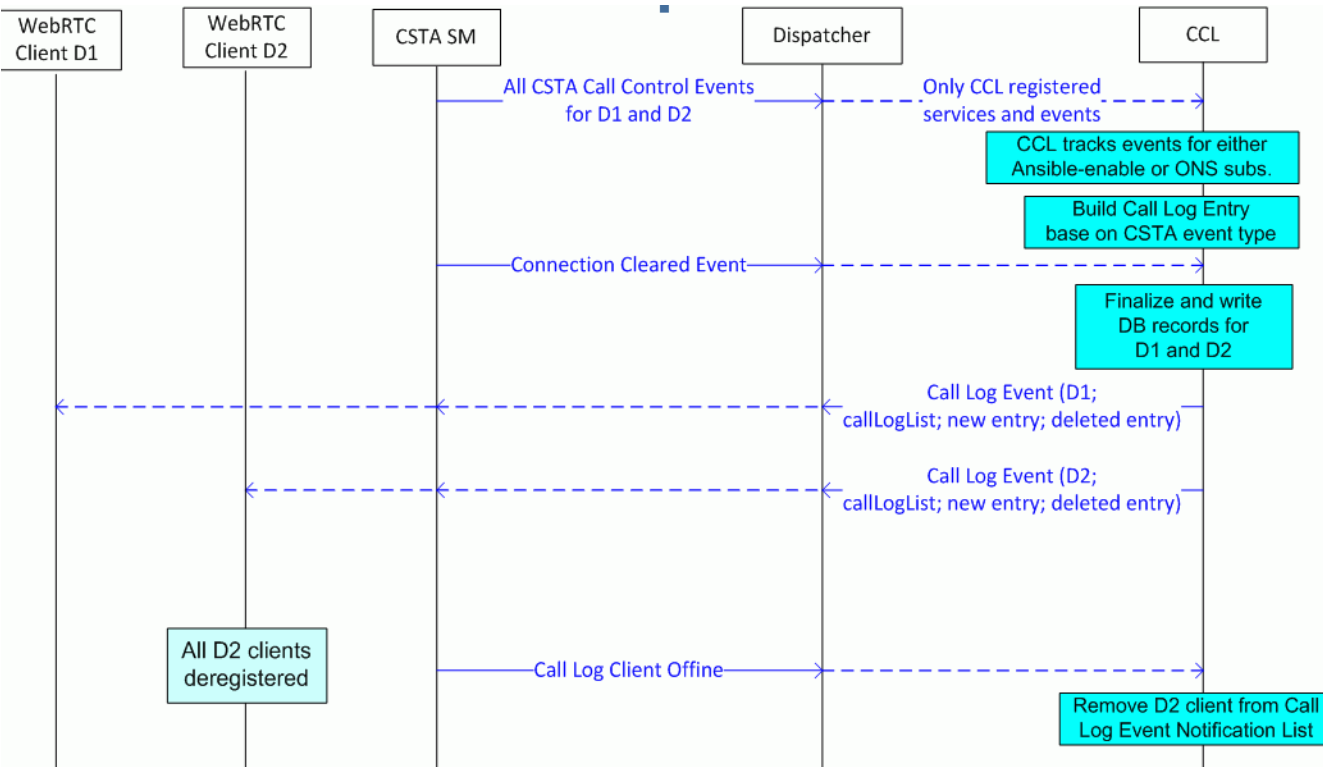 WebRTC
Client D1
WebRTC
Client D2
CSTA SM
Dispatcher
CCL
All CSTA Call Control Events
for D1 and D2
Only CCL registered
services and events
CCL tracks events for either
Ansible-enable or ONS subs.
Build Call Log Entry
base on CSTA event type
Connection Cleared Event
Finalize and write
DB records for
D1 and D2
Call Log Event (D1;
callLogList; new entry; deleted entry)
Call Log Event (D2;
callLogList; new entry; deleted entry)
All D2 clients
deregistered
Call Log Client Offine
Remove D2 client from Call
Log Event Notification List